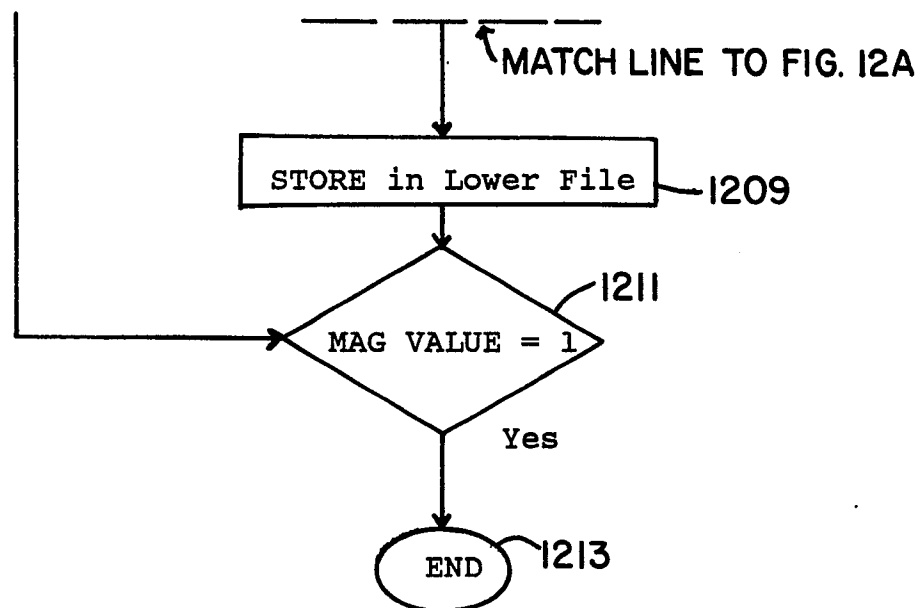 MATCH LINE TO FIG. 12A
STORE in Lower File
1209
1211
MAG VALUE = 1
Yes
END
1213